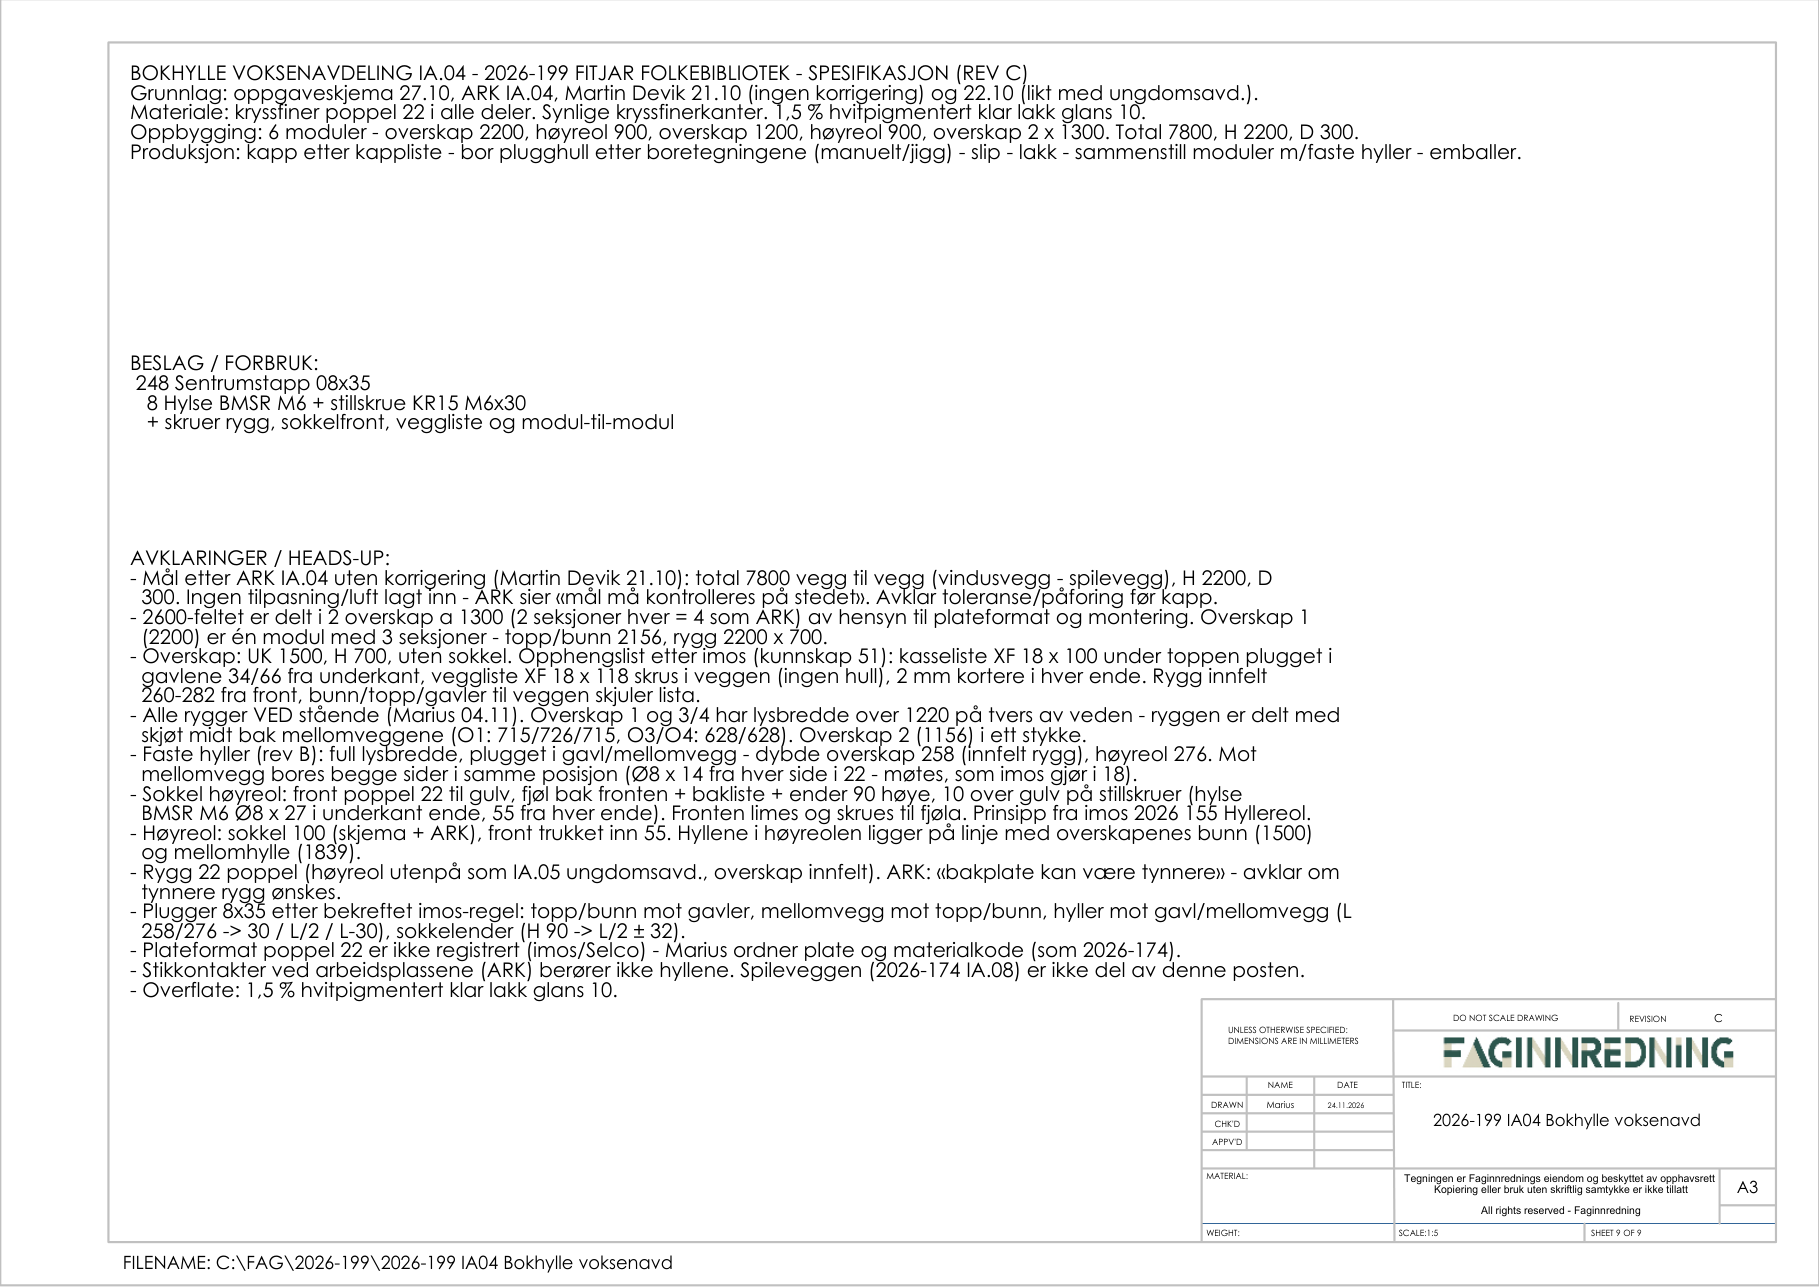 BOKHYLLE VOKSENAVDELING IA.04 - 2026-199 FITJAR FOLKEBIBLIOTEK - SPESIFIKASJON (REV C)
Grunnlag: oppgaveskjema 27.10, ARK IA.04, Martin Devik 21.10 (ingen korrigering) og 22.10 (likt med ungdomsavd.).
Materiale: kryssfiner poppel 22 i alle deler. Synlige kryssfinerkanter. 1,5 % hvitpigmentert klar lakk glans 10.
Oppbygging: 6 moduler - overskap 2200, høyreol 900, overskap 1200, høyreol 900, overskap 2 x 1300. Total 7800, H 2200, D 300.
Produksjon: kapp etter kappliste - bor plugghull etter boretegningene (manuelt/jigg) - slip - lakk - sammenstill moduler m/faste hyller - emballer.
BESLAG / FORBRUK:
248 Sentrumstapp 08x35
8 Hylse BMSR M6 + stillskrue KR15 M6x30
+ skruer rygg, sokkelfront, veggliste og modul-til-modul
AVKLARINGER / HEADS-UP:
- Mål etter ARK IA.04 uten korrigering (Martin Devik 21.10): total 7800 vegg til vegg (vindusvegg - spilevegg), H 2200, D
300. Ingen tilpasning/luft lagt inn - ARK sier «mål må kontrolleres på stedet». Avklar toleranse/påforing før kapp.
- 2600-feltet er delt i 2 overskap a 1300 (2 seksjoner hver = 4 som ARK) av hensyn til plateformat og montering. Overskap 1
(2200) er én modul med 3 seksjoner - topp/bunn 2156, rygg 2200 x 700.
- Overskap: UK 1500, H 700, uten sokkel. Opphengslist etter imos (kunnskap 51): kasseliste XF 18 x 100 under toppen plugget i
gavlene 34/66 fra underkant, veggliste XF 18 x 118 skrus i veggen (ingen hull), 2 mm kortere i hver ende. Rygg innfelt
260-282 fra front, bunn/topp/gavler til veggen skjuler lista.
- Alle rygger VED stående (Marius 04.11). Overskap 1 og 3/4 har lysbredde over 1220 på tvers av veden - ryggen er delt med
skjøt midt bak mellomveggene (O1: 715/726/715, O3/O4: 628/628). Overskap 2 (1156) i ett stykke.
- Faste hyller (rev B): full lysbredde, plugget i gavl/mellomvegg - dybde overskap 258 (innfelt rygg), høyreol 276. Mot
mellomvegg bores begge sider i samme posisjon (Ø8 x 14 fra hver side i 22 - møtes, som imos gjør i 18).
- Sokkel høyreol: front poppel 22 til gulv, fjøl bak fronten + bakliste + ender 90 høye, 10 over gulv på stillskruer (hylse
BMSR M6 Ø8 x 27 i underkant ende, 55 fra hver ende). Fronten limes og skrues til fjøla. Prinsipp fra imos 2026 155 Hyllereol.
- Høyreol: sokkel 100 (skjema + ARK), front trukket inn 55. Hyllene i høyreolen ligger på linje med overskapenes bunn (1500)
og mellomhylle (1839).
- Rygg 22 poppel (høyreol utenpå som IA.05 ungdomsavd., overskap innfelt). ARK: «bakplate kan være tynnere» - avklar om
tynnere rygg ønskes.
- Plugger 8x35 etter bekreftet imos-regel: topp/bunn mot gavler, mellomvegg mot topp/bunn, hyller mot gavl/mellomvegg (L
258/276 -> 30 / L/2 / L-30), sokkelender (H 90 -> L/2 ± 32).
- Plateformat poppel 22 er ikke registrert (imos/Selco) - Marius ordner plate og materialkode (som 2026-174).
- Stikkontakter ved arbeidsplassene (ARK) berører ikke hyllene. Spileveggen (2026-174 IA.08) er ikke del av denne posten.
- Overflate: 1,5 % hvitpigmentert klar lakk glans 10.
UNLESS OTHERWISE SPECIFIED:
DIMENSIONS ARE IN MILLIMETERS
DO NOT SCALE DRAWING
REVISION C
FAGINNREDNING
NAME DATE
DRAWN Marius 24.11.2026
CHK'D
APPV'D
TITLE:
2026-199 IA04 Bokhylle voksenavd
MATERIAL:
Tegningen er Faginnrednings eiendom og beskyttet av opphavsrett
Kopiering eller bruk uten skriftlig samtykke er ikke tillatt
All rights reserved - Faginnredning
A3
WEIGHT:
SCALE:1:5
SHEET 9 OF 9
FILENAME: C:\FAG\2026-199\2026-199 IA04 Bokhylle voksenavd